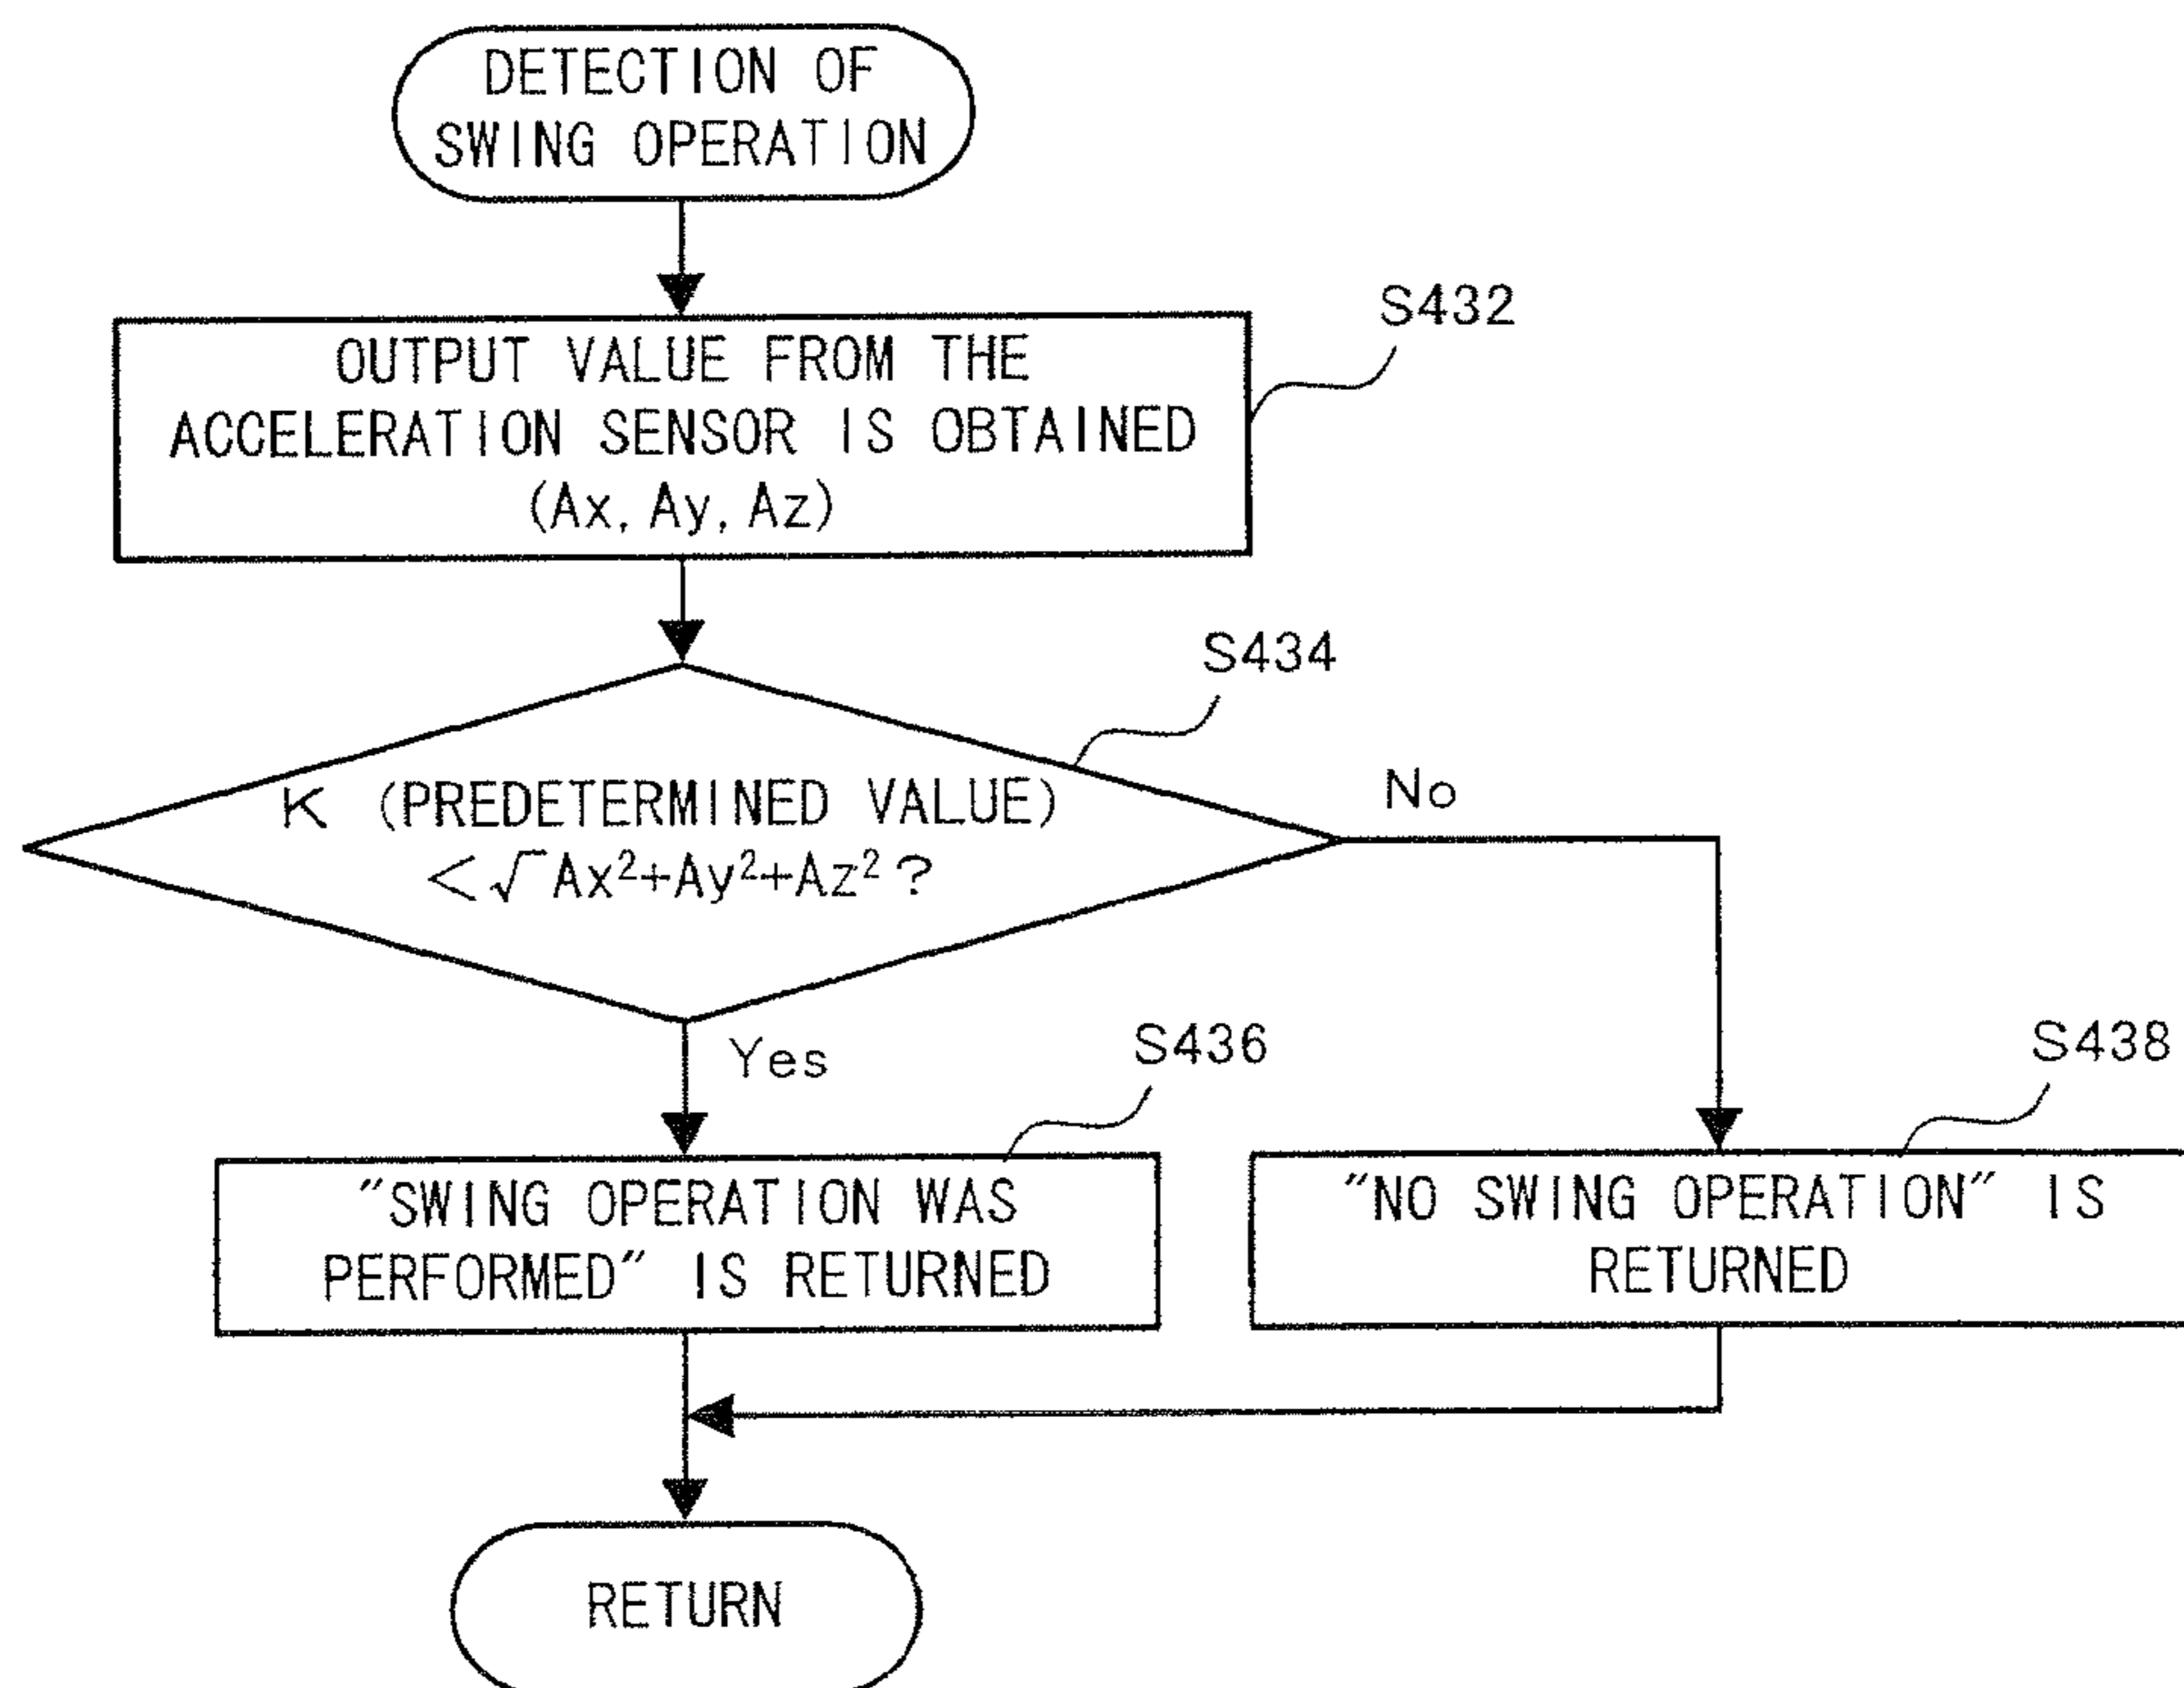 DETECTION OF
SWING OPERATION
S432
OUTPUT VALUE FROM THE
ACCELERATION SENSOR IS OBTAINED
(Ax, Ay, Az)
S434
K (PREDETERMINED VALUE)
<√Ax²+Ay²+Az²?
No
Yes
S436
S438
"SWING OPERATION WAS
PERFORMED" IS RETURNED
"NO SWING OPERATION" IS
RETURNED
RETURN